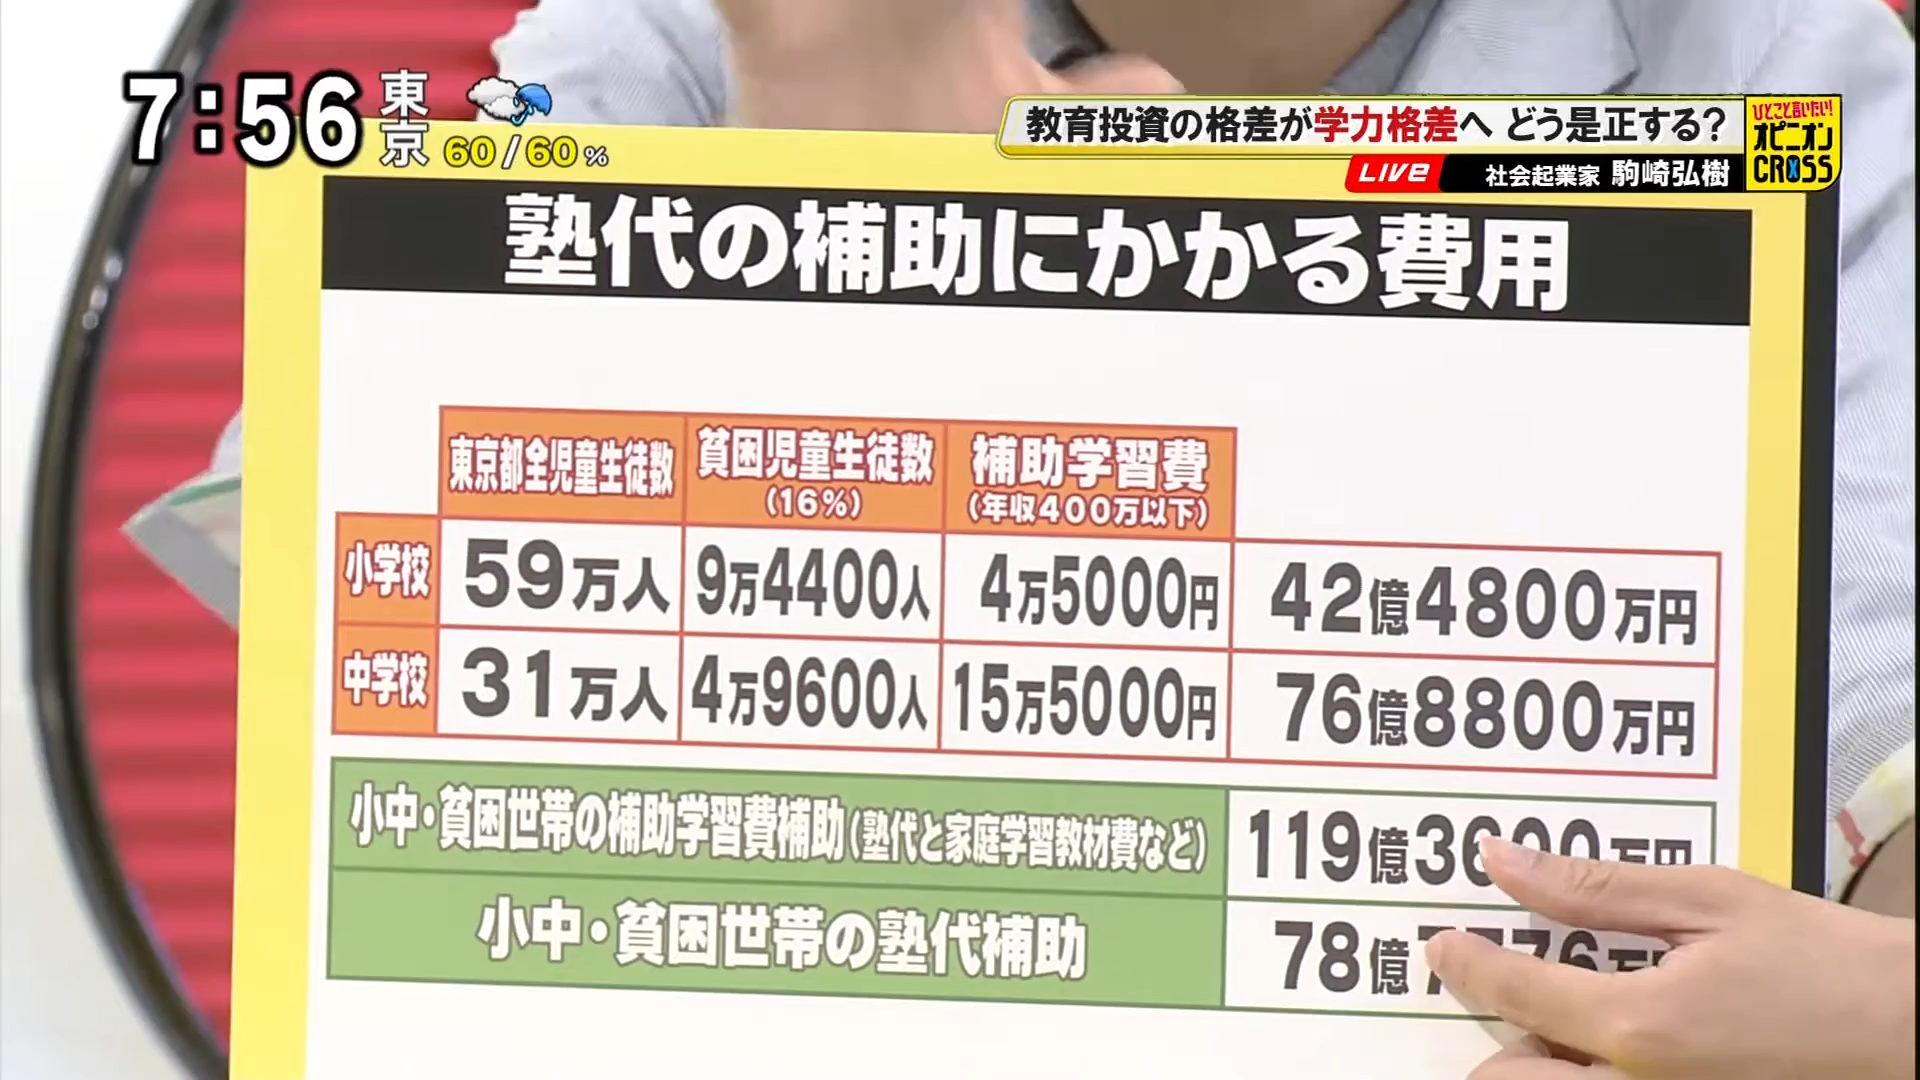 7:56 東京
60/60%
教育投資の格差が学力格差へ どう是正する?
ひとこと言いたい!
オピニオン
CROSS
LIVE 社会起業家 駒崎弘樹
塾代の補助にかかる費用
東京都全児童生徒数 貧困児童生徒数 (16%) 補助学習費 (年収400万以下)
小学校 59万人 9万4400人 4万5000円 42億4800万円
中学校 31万人 4万9600人 15万5000円 76億8800万円
小中・貧困世帯の補助学習費補助(塾代と家庭学習教材費など) 119億3600万円
小中・貧困世帯の塾代補助 78億